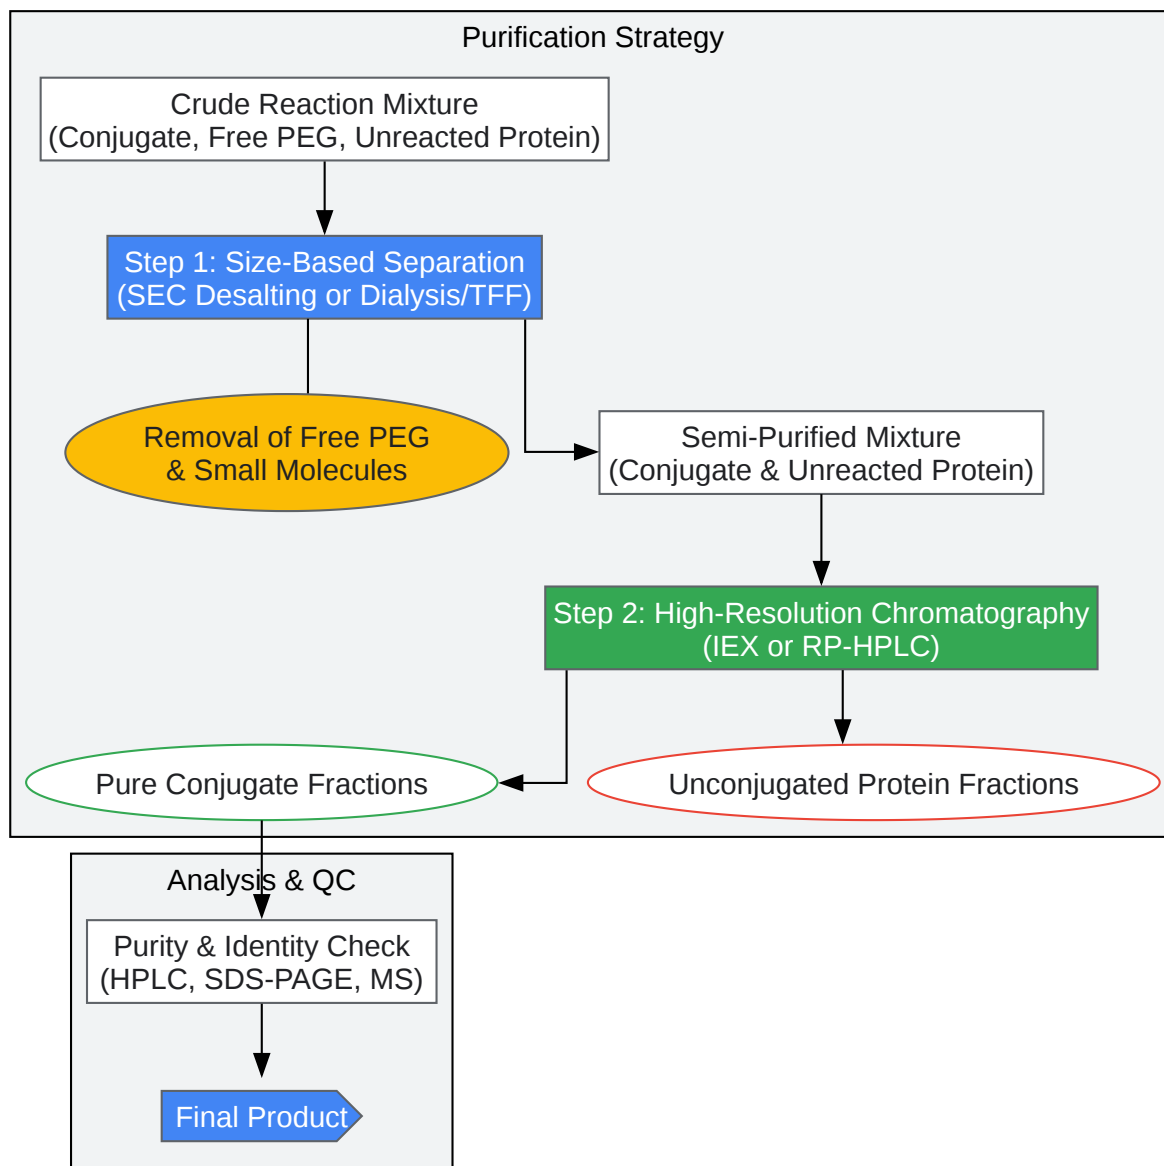 Purification Strategy
Crude Reaction Mixture
(Conjugate, Free PEG, Unreacted Protein)
Step 1: Size-Based Separation
(SEC Desalting or Dialysis/TFF)
Removal of Free PEG
& Small Molecules
Semi-Purified Mixture
(Conjugate & Unreacted Protein)
Step 2: High-Resolution Chromatography
(IEX or RP-HPLC)
Pure Conjugate Fractions
Unconjugated Protein Fractions
Analysis & QC
Purity & Identity Check
(HPLC, SDS-PAGE, MS)
Final Product